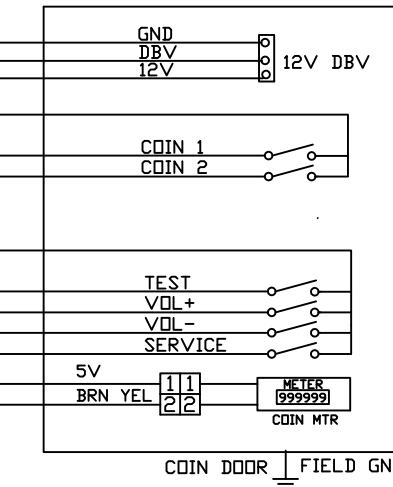 GND
DBV
12V
12V DBV
COIN 1
COIN 2
TEST
VOL+
VOL-
SERVICE
5V
BRN YEL
1 1
2 2
METER
999999
COIN MTR
COIN DOOR
FIELD GN